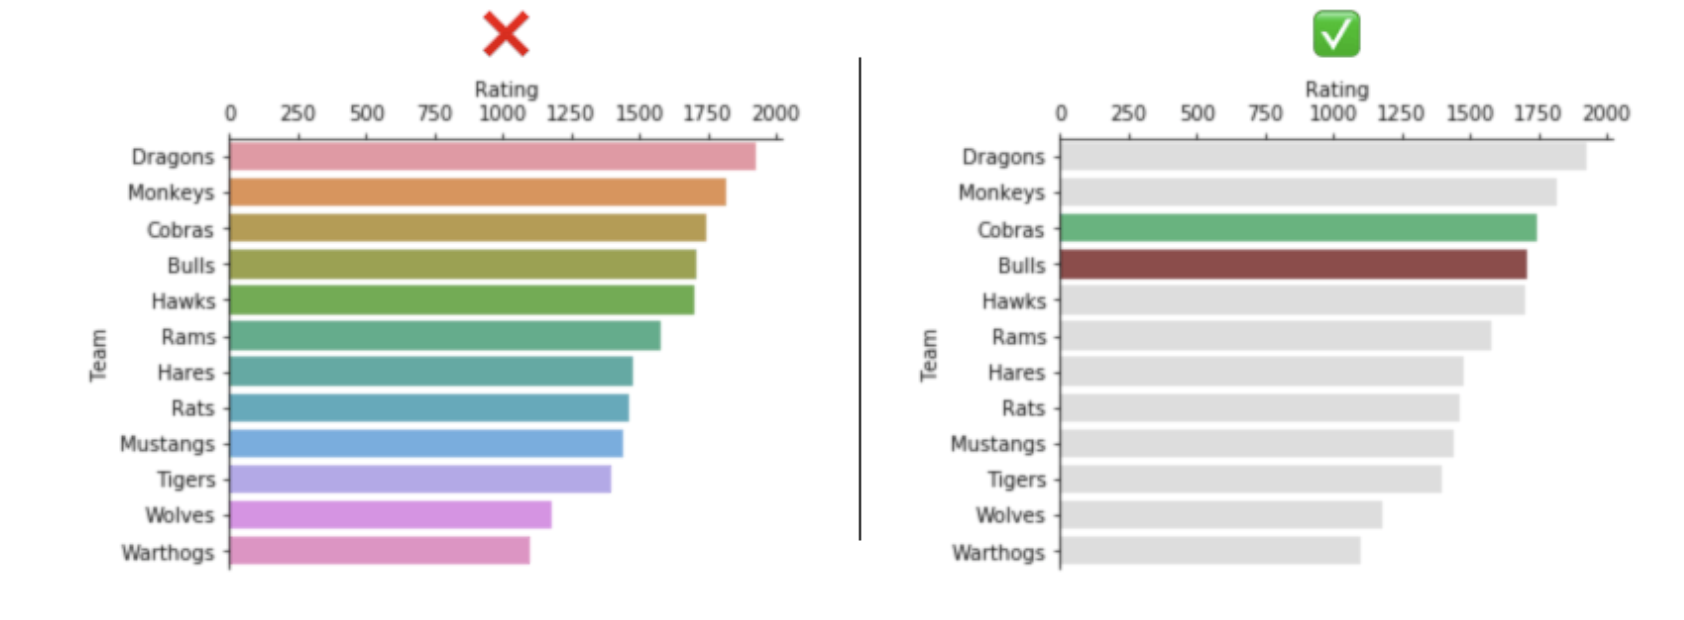 Rating
0 250 500 750 1000 1250 1500 1750 2000
Dragons
Monkeys
Cobras
Bulls
Hawks
Rams
Hares
Rats
Mustangs
Tigers
Wolves
Warthogs
Team
Rating
0 250 500 750 1000 1250 1500 1750 2000
Dragons
Monkeys
Cobras
Bulls
Hawks
Rams
Hares
Rats
Mustangs
Tigers
Wolves
Warthogs
Team